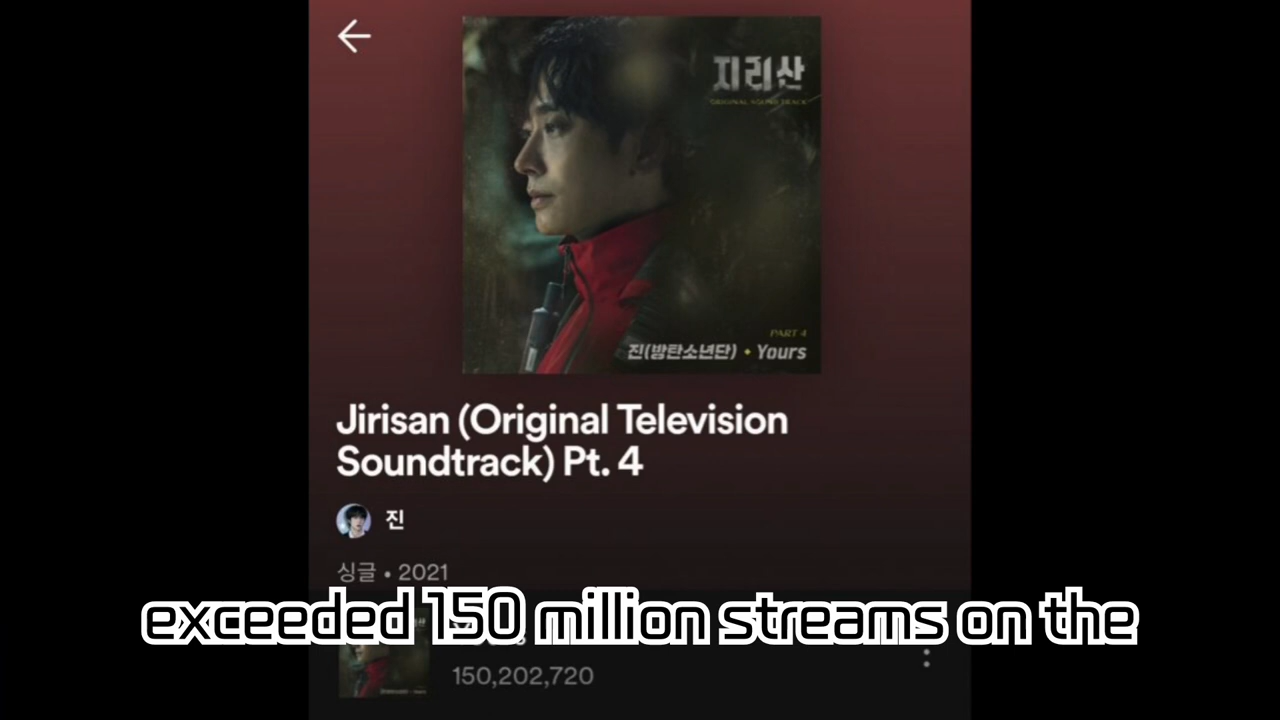 지리산
ORIGINAL SOUND TRACK
PART 4
진(방탄소년단) ✦ Yours
Jirisan (Original Television
Soundtrack) Pt. 4
진
싱글 • 2021
exceeded 150 million streams on the
150,202,720